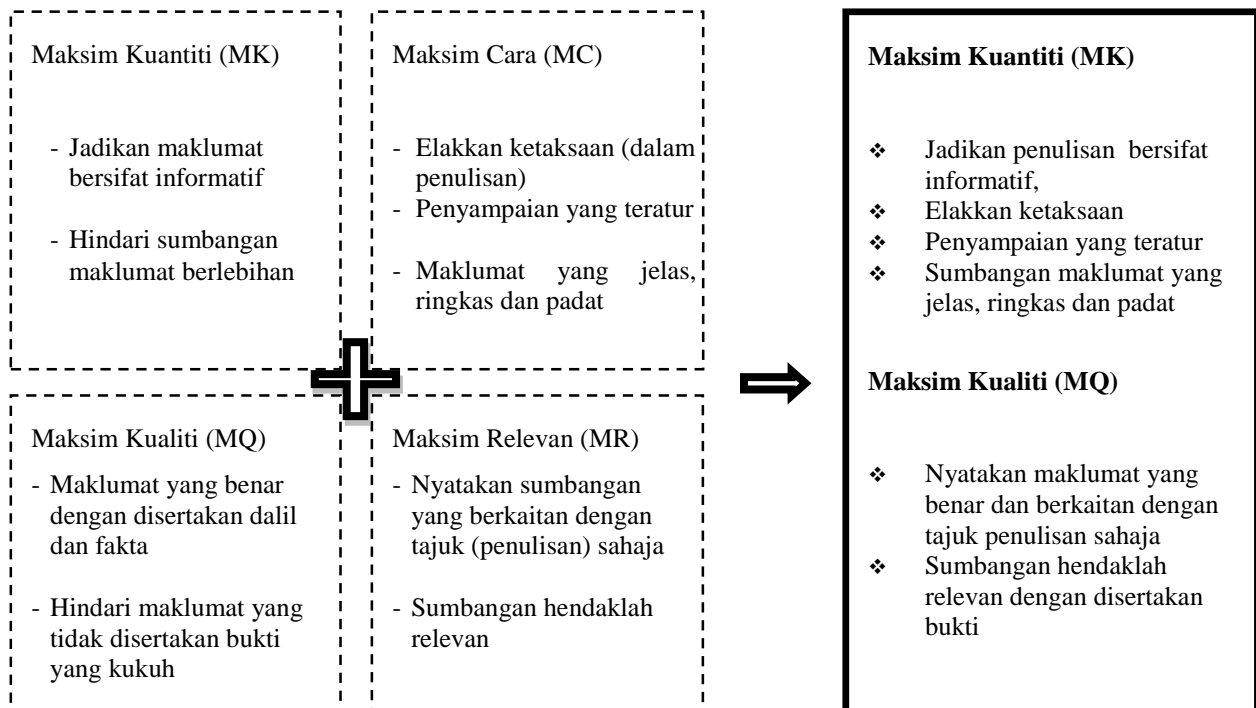 Maksim Kuantiti (MK)
- Jadikan maklumat
bersifat informatif
- Hindari sumbangan
maklumat berlebihan
Maksim Cara (MC)
- Elakkan ketaksaan (dalam
penulisan)
- Penyampaian yang teratur
- Maklumat yang jelas,
ringkas dan padat
Maksim Kualiti (MQ)
- Maklumat yang benar
dengan disertakan dalil
dan fakta
- Hindari maklumat yang
tidak disertakan bukti
yang kukuh
Maksim Relevan (MR)
- Nyatakan sumbangan
yang berkaitan dengan
tajuk (penulisan) sahaja
- Sumbangan hendaklah
relevan
Maksim Kuantiti (MK)
❖ Jadikan penulisan bersifat
informatif,
❖ Elakkan ketaksaan
❖ Penyampaian yang teratur
❖ Sumbangan maklumat yang
jelas, ringkas dan padat
Maksim Kualiti (MQ)
❖ Nyatakan maklumat yang
benar dan berkaitan dengan
tajuk penulisan sahaja
❖ Sumbangan hendaklah
relevan dengan disertakan
bukti